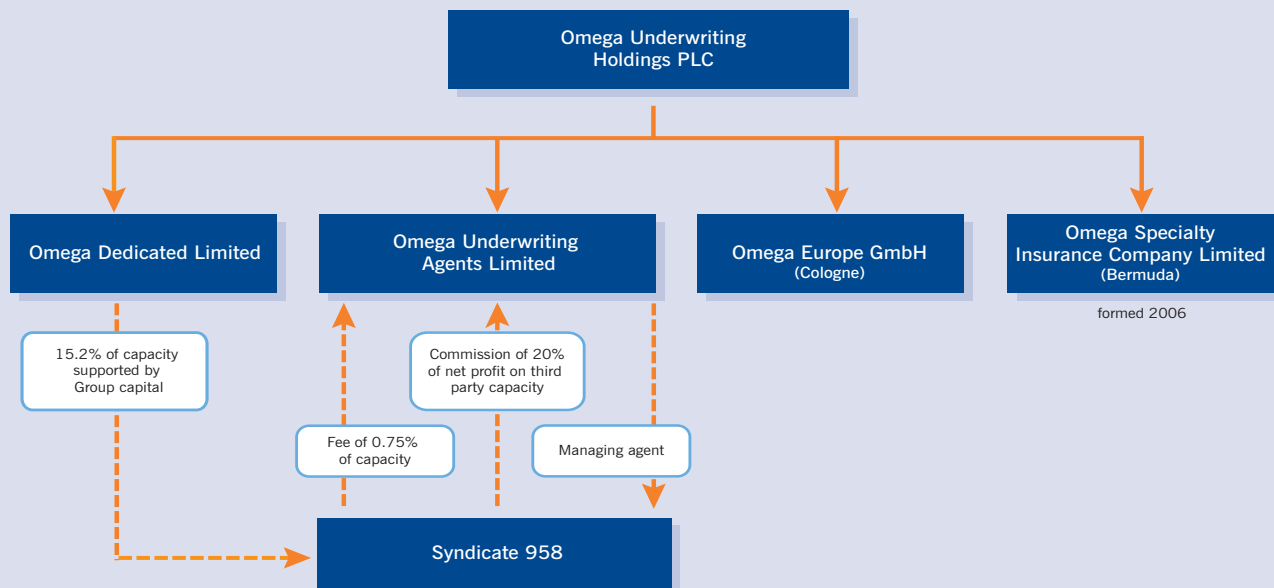 Omega Underwriting
Holdings PLC
Omega Dedicated Limited
Omega Underwriting
Agents Limited
Omega Europe GmbH
(Cologne)
Omega Specialty
Insurance Company Limited
(Bermuda)
formed 2006
15.2% of capacity
supported by
Group capital
Commission of 20%
of net profit on third
party capacity
Fee of 0.75%
of capacity
Managing agent
Syndicate 958